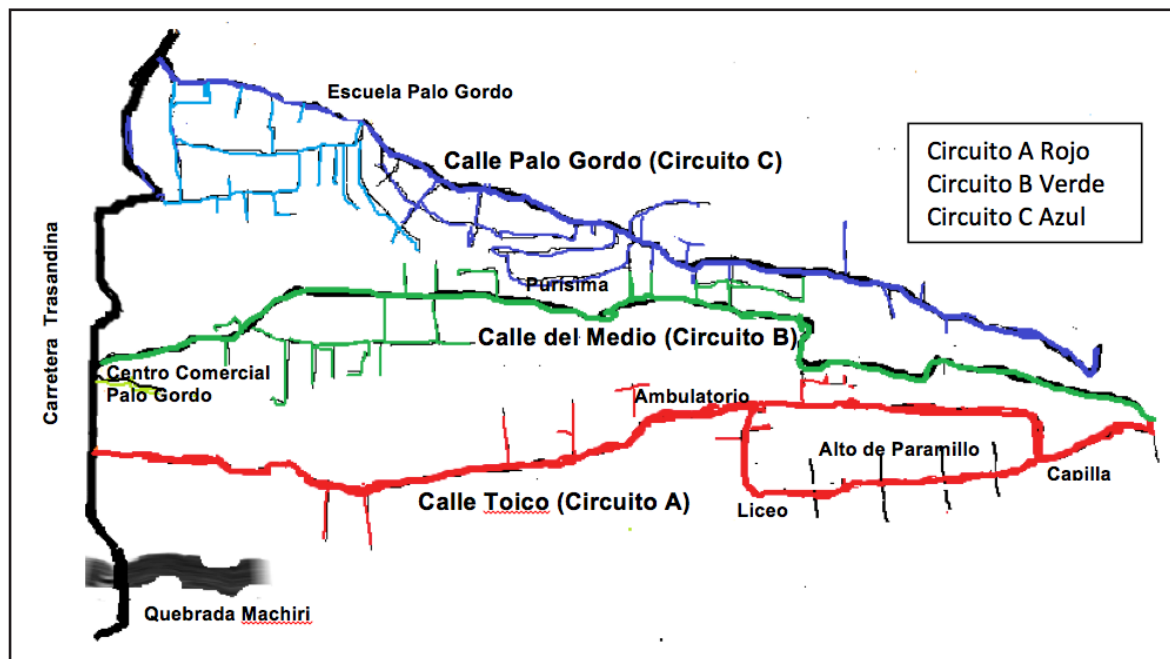 Escuela Palo Gordo
Calle Palo Gordo (Circuito C)
Circuito A Rojo
Circuito B Verde
Circuito C Azul
Carretera Trasandina
Purisima
Calle del Medio (Circuito B)
Centro Comercial
Palo Gordo
Ambulatorio
Alto de Paramillo
Capilla
Calle Toico (Circuito A)
Liceo
Quebrada Machiri